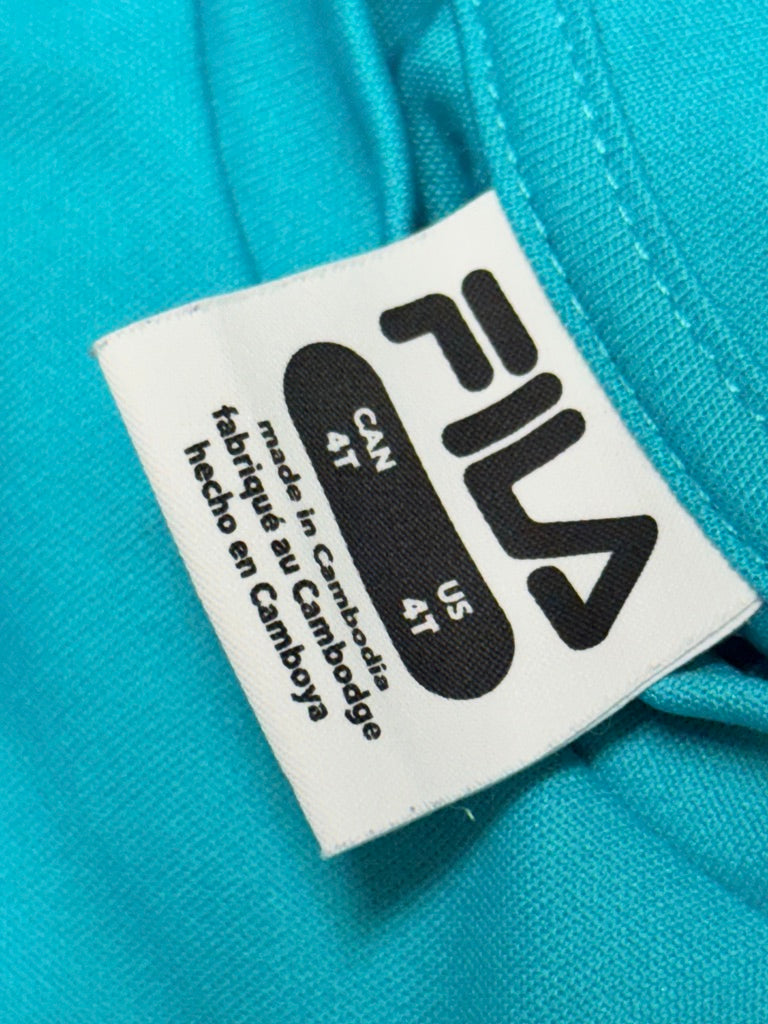 FILA
CAN US
4T 4T
made in Cambodia
fabriqué au Cambodge
hecho en Camboya